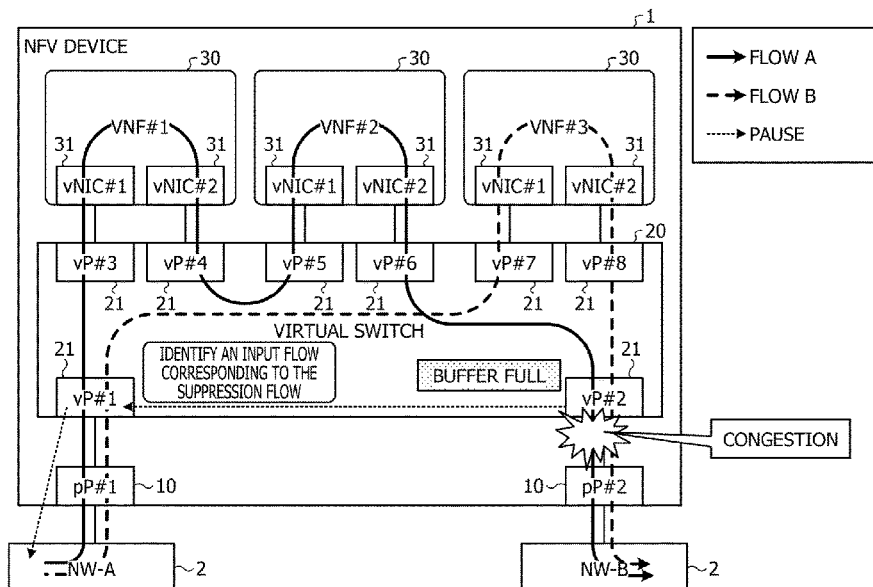 1
NFV DEVICE
30
30
30
FLOW A
FLOW B
PAUSE
VNF#1
VNF#2
VNF#3
31
31
31
31
31
31
vNIC#1
vNIC#2
vNIC#1
vNIC#2
vNIC#1
vNIC#2
20
vP#3
vP#4
vP#5
vP#6
vP#7
vP#8
21
21
21
21
21
21
VIRTUAL SWITCH
21
IDENTIFY AN INPUT FLOW
CORRESPONDING TO THE
SUPPRESSION FLOW
BUFFER FULL
21
vP#1
vP#2
CONGESTION
pP#1
10
10
pP#2
NW-A
2
NW-B
2